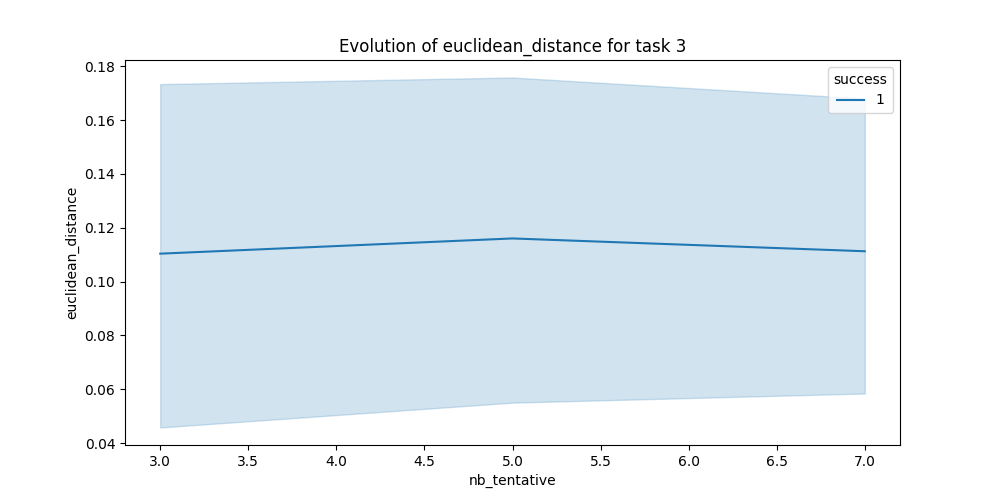 Evolution of euclidean_distance for task 3
success
1
euclidean_distance
0.18
0.16
0.14
0.12
0.10
0.08
0.06
0.04
3.0 3.5 4.0 4.5 5.0 5.5 6.0 6.5 7.0
nb_tentative